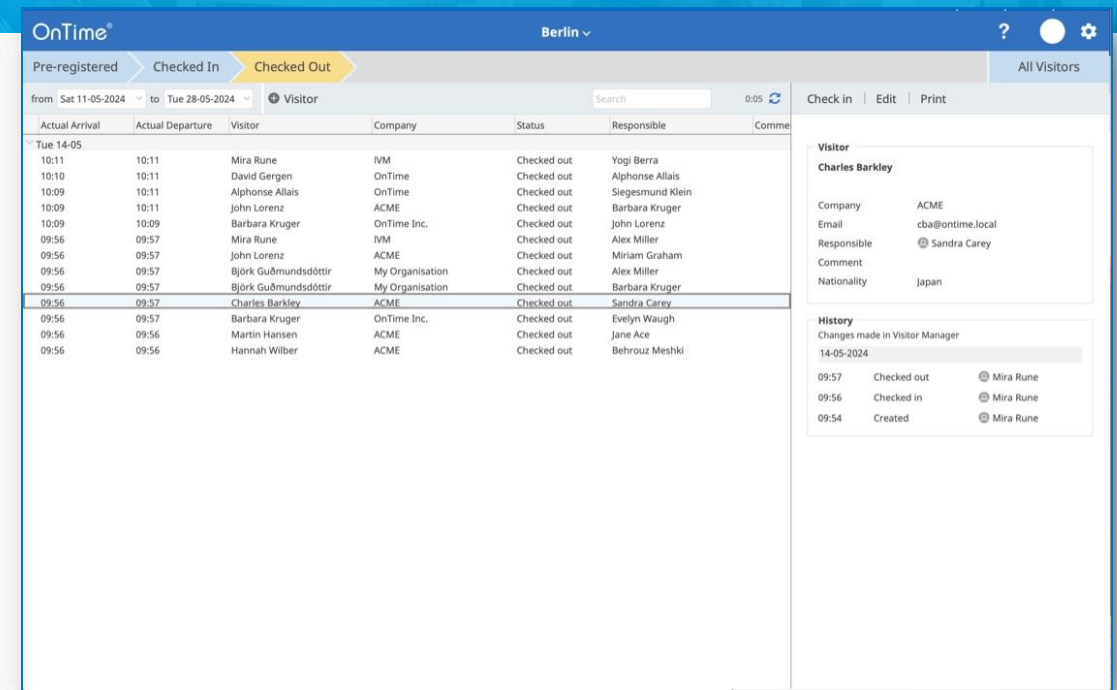 OnTime®
Berlin
?
Pre-registered Checked In Checked Out All Visitors
from Sat 11-05-2024 to Tue 28-05-2024 Visitor Search 0:05 Check in | Edit | Print
Actual Arrival Actual Departure Visitor Company Status Responsible Comme
Tue 14-05
10:11 10:11 Mira Rune IVM Checked out Yogi Berra
10:10 10:11 David Gergen OnTime Checked out Alphonse Allais
10:09 10:11 Alphonse Allais OnTime Checked out Siegesmund Klein
10:09 10:11 John Lorenz ACME Checked out Barbara Kruger
10:09 10:09 Barbara Kruger OnTime Inc. Checked out John Lorenz
09:56 09:57 Mira Rune IVM Checked out Alex Miller
09:56 09:57 John Lorenz ACME Checked out Miriam Graham
09:56 09:57 Björk Guðmundsdóttir My Organisation Checked out Alex Miller
09:56 09:57 Björk Guðmundsdóttir My Organisation Checked out Barbara Kruger
09:56 09:57 Charles Barkley ACME Checked out Sandra Carey
09:56 09:57 Barbara Kruger OnTime Inc. Checked out Evelyn Waugh
09:56 09:56 Martin Hansen ACME Checked out Jane Ace
09:56 09:56 Hannah Wilber ACME Checked out Behrouz Meshki
Visitor
Charles Barkley
Company ACME
Email cba@ontime.local
Responsible Sandra Carey
Comment
Nationality Japan
History
Changes made in Visitor Manager
14-05-2024
09:57 Checked out Mira Rune
09:56 Checked in Mira Rune
09:54 Created Mira Rune